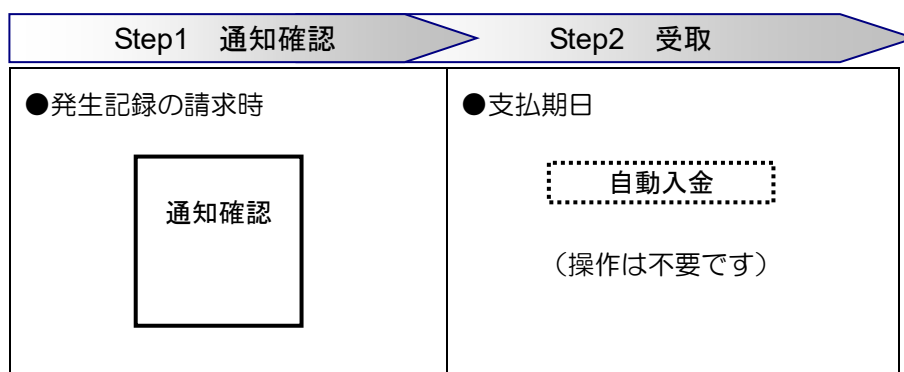 Step1 通知確認
Step2 受取
●発生記録の請求時
●支払期日
通知確認
自動入金
（操作は不要です）